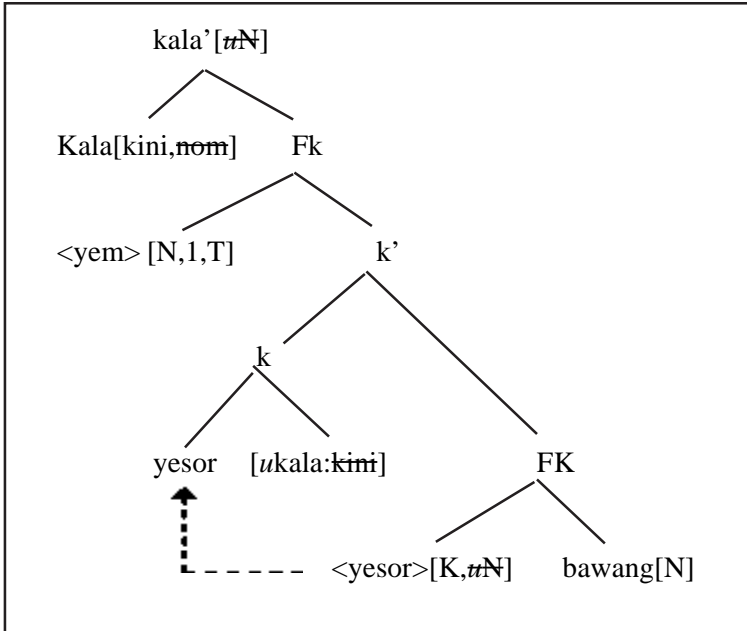 kala’[uN]
Kala[kini,nom] Fk
<yem> [N,1,T] k’
k
yesor [ukala:kini] FK
<yesor>[K,uN] bawang[N]